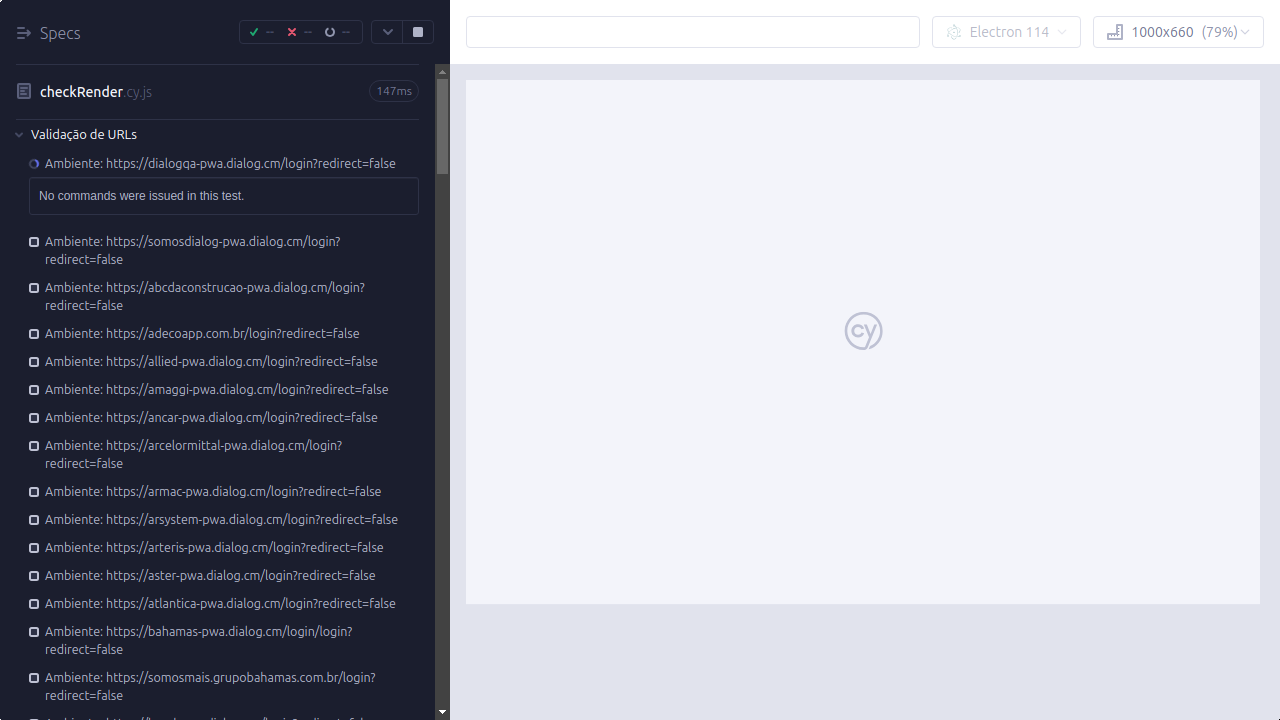 Specs
--
--
--
Electron 114
1000x660 (79%)
checkRender.cy.js
147ms
Validação de URLs
Ambiente: https://dialogqa-pwa.dialog.cm/login?redirect=false
No commands were issued in this test.
Ambiente: https://somosdialog-pwa.dialog.cm/login?
redirect=false
Ambiente: https://abcdaconstrucao-pwa.dialog.cm/login?
redirect=false
Ambiente: https://adecoapp.com.br/login?redirect=false
Ambiente: https://allied-pwa.dialog.cm/login?redirect=false
Ambiente: https://amaggi-pwa.dialog.cm/login?redirect=false
Ambiente: https://ancar-pwa.dialog.cm/login?redirect=false
Ambiente: https://arcelormittal-pwa.dialog.cm/login?
redirect=false
Ambiente: https://armac-pwa.dialog.cm/login?redirect=false
Ambiente: https://arsystem-pwa.dialog.cm/login?redirect=false
Ambiente: https://arteris-pwa.dialog.cm/login?redirect=false
Ambiente: https://aster-pwa.dialog.cm/login?redirect=false
Ambiente: https://atlantica-pwa.dialog.cm/login?redirect=false
Ambiente: https://bahamas-pwa.dialog.cm/login/login?
redirect=false
Ambiente: https://somosmais.grupobahamas.com.br/login?
redirect=false
cy